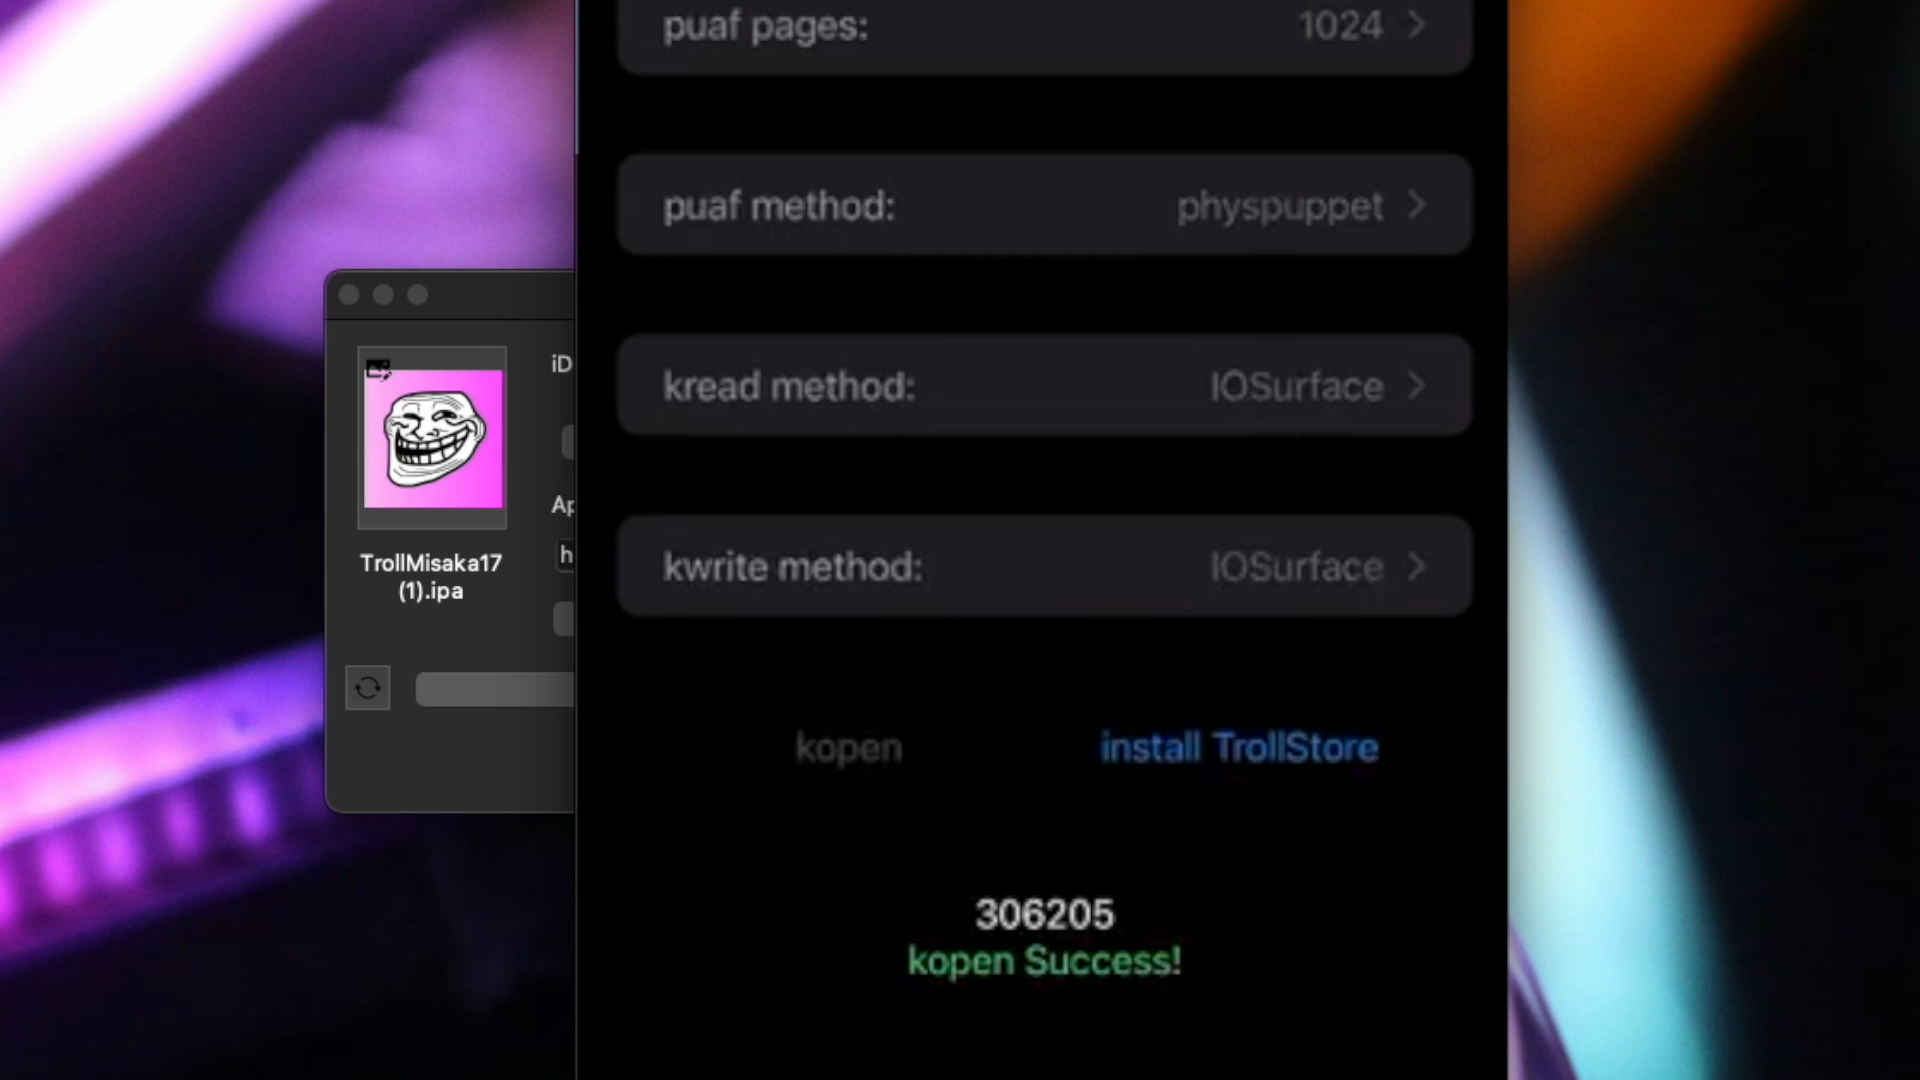 puaf pages:
1024
puaf method:
physpuppet
kread method:
IOSurface
kwrite method:
IOSurface
kopen
install TrollStore
306205
kopen Success!
iD
Ap
h
TrollMisaka17
(1).ipa